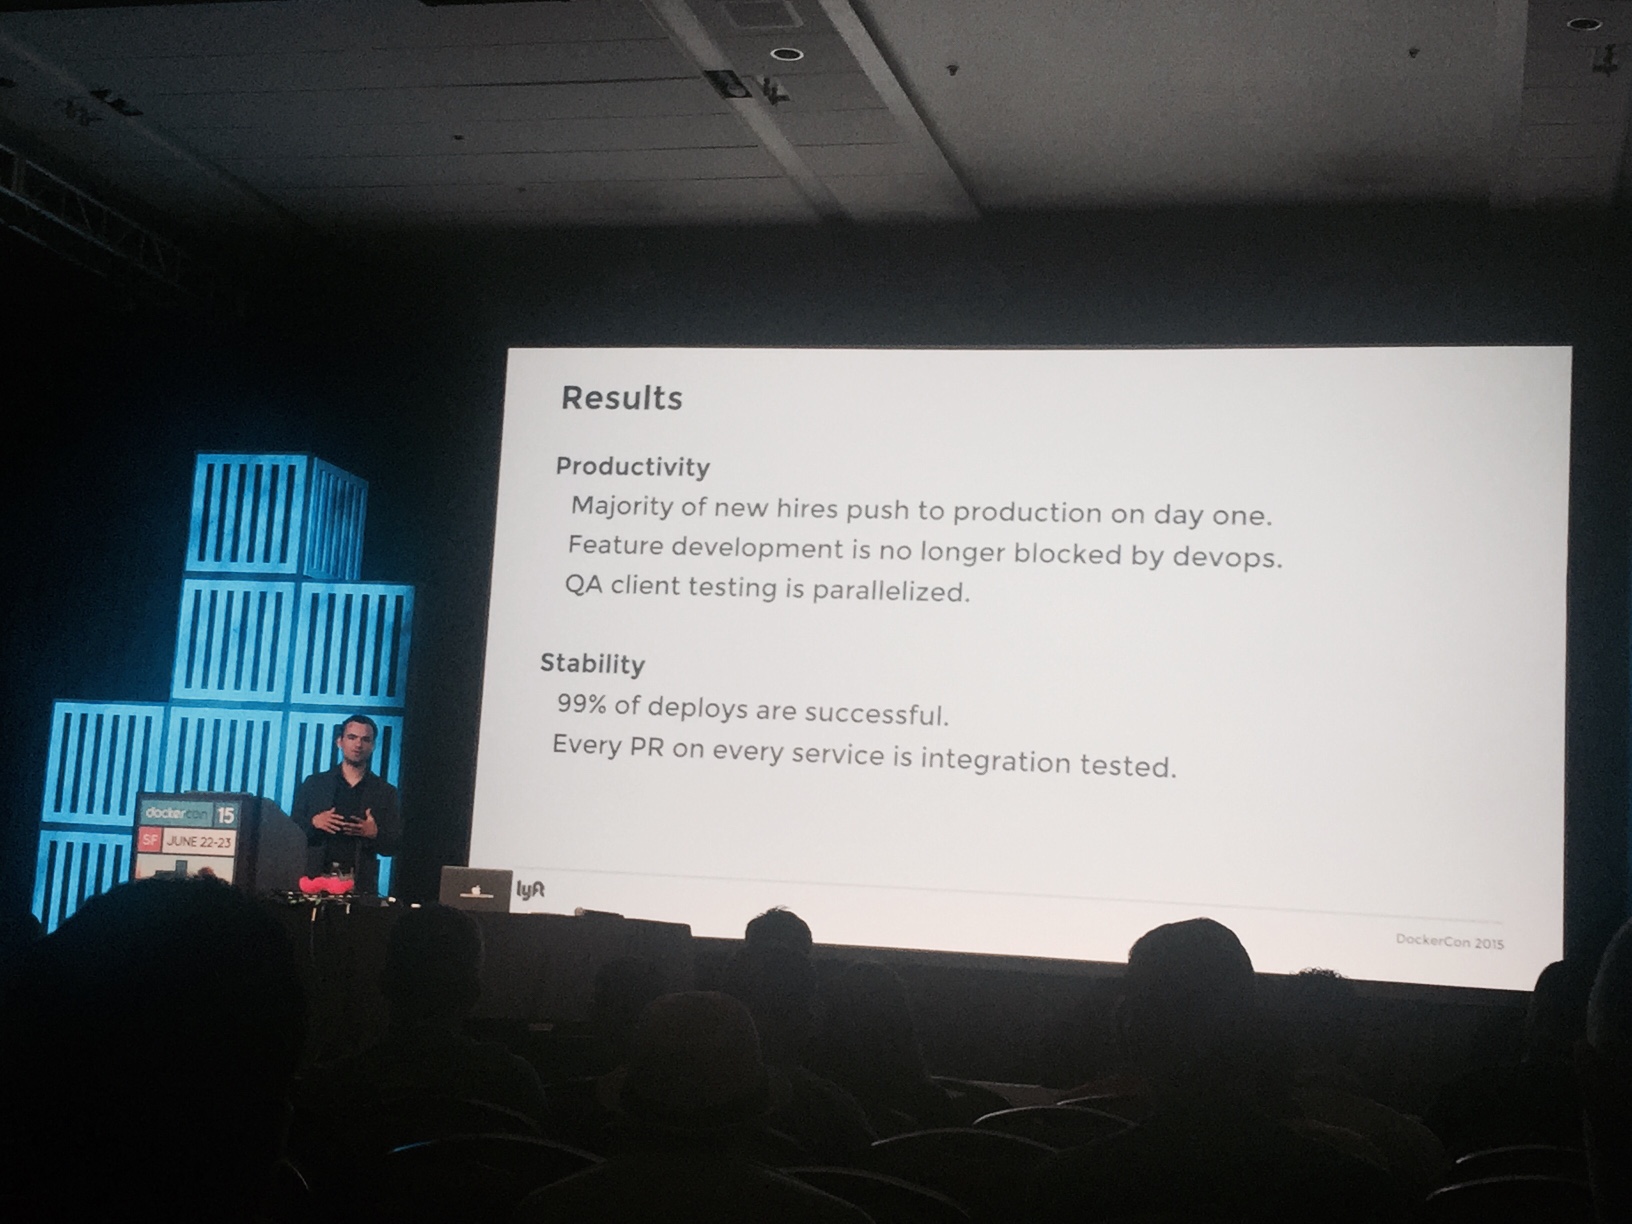 Results
Productivity
Majority of new hires push to production on day one.
Feature development is no longer blocked by devops.
QA client testing is parallelized.
Stability
99% of deploys are successful.
Every PR on every service is integration tested.
dockercon 15
SF JUNE 22-23
lyft
DockerCon 2015